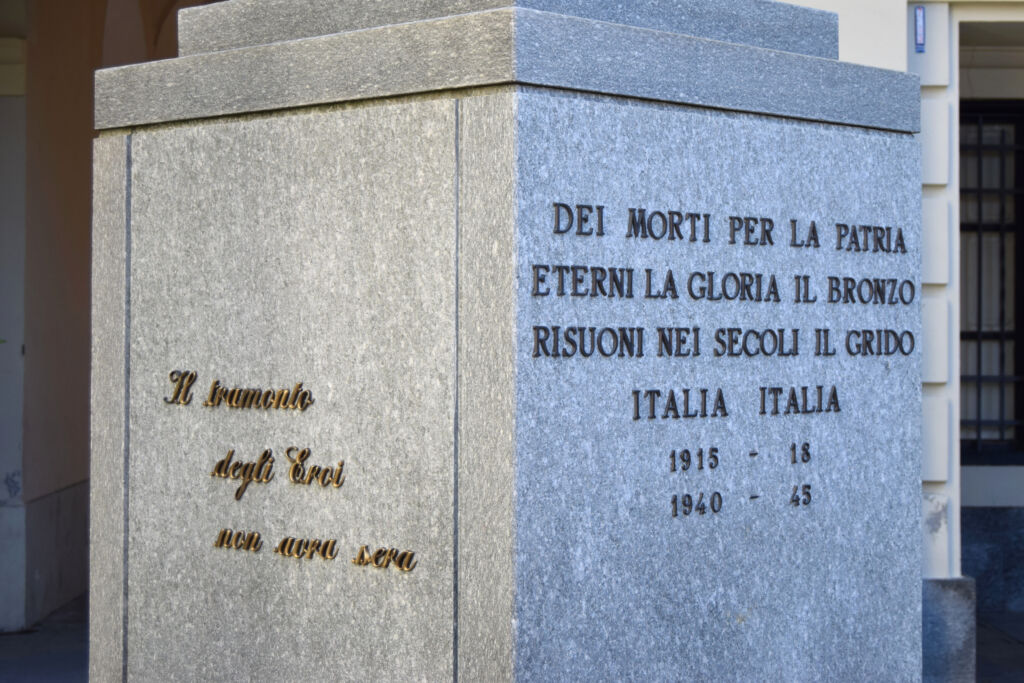 Il tramonto
degli Eroi
non avra sera
DEI MORTI PER LA PATRIA
ETERNI LA GLORIA IL BRONZO
RISUONI NEI SECOLI IL GRIDO
ITALIA ITALIA
1915 - 18
1940 - 45